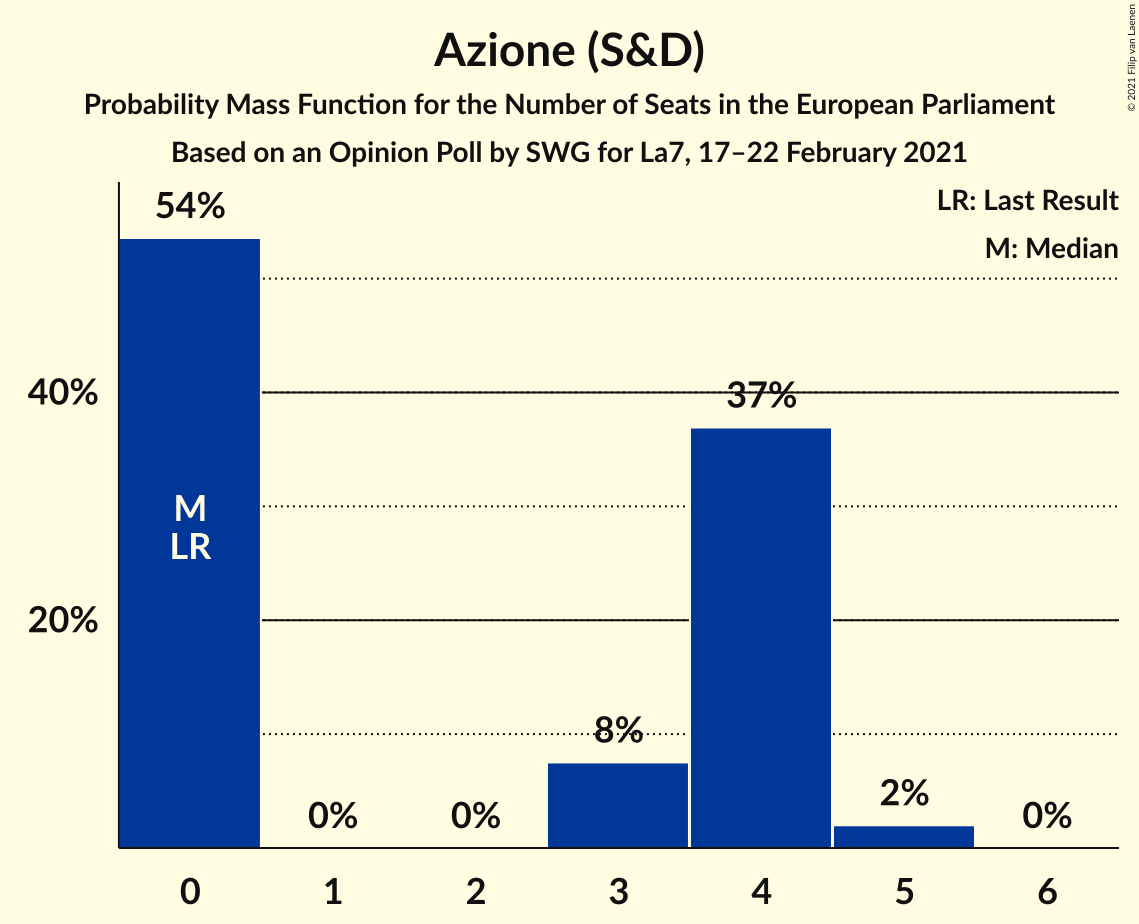 Azione (S&D)
Probability Mass Function for the Number of Seats in the European Parliament
Based on an Opinion Poll by SWG for La7, 17–22 February 2021
© 2021 Filip van Laenen
LR: Last Result
M: Median
54%
40%
37%
M
LR
20%
8%
2%
0%
0%
0%
0
1
2
3
4
5
6